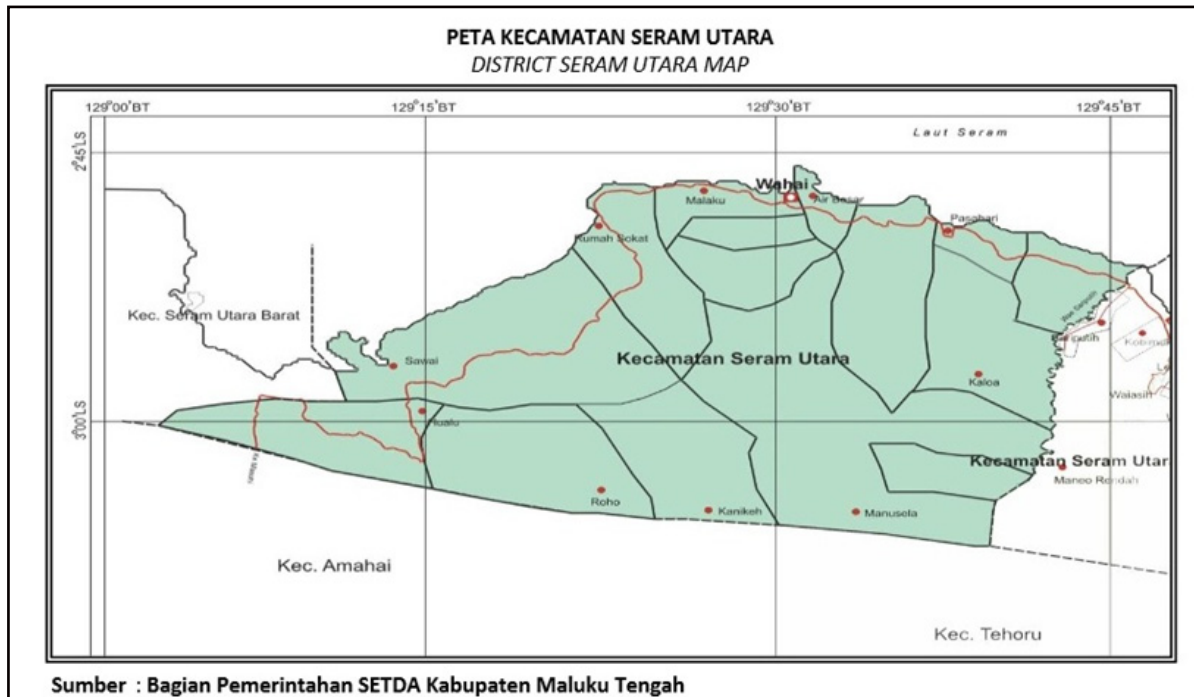 PETA KECAMATAN SERAM UTARA
DISTRICT SERAM UTARA MAP
129°00'BT
129°15'BT
129°30'BT
129°45'BT
Laut Seram
2°45'LS
Wahai
Malaku
Air Basar
Pasahari
Rumah Sokat
Kec. Seram Utara Barat
Sawai
Kecamatan Seram Utara
Kaloa
Waiasih
3°00'LS
Kecamatan Seram Utar
Maneo Rendah
Roho
Kanikeh
Manusela
Kec. Amahai
Kec. Tehoru
Sumber : Bagian Pemerintahan SETDA Kabupaten Maluku Tengah